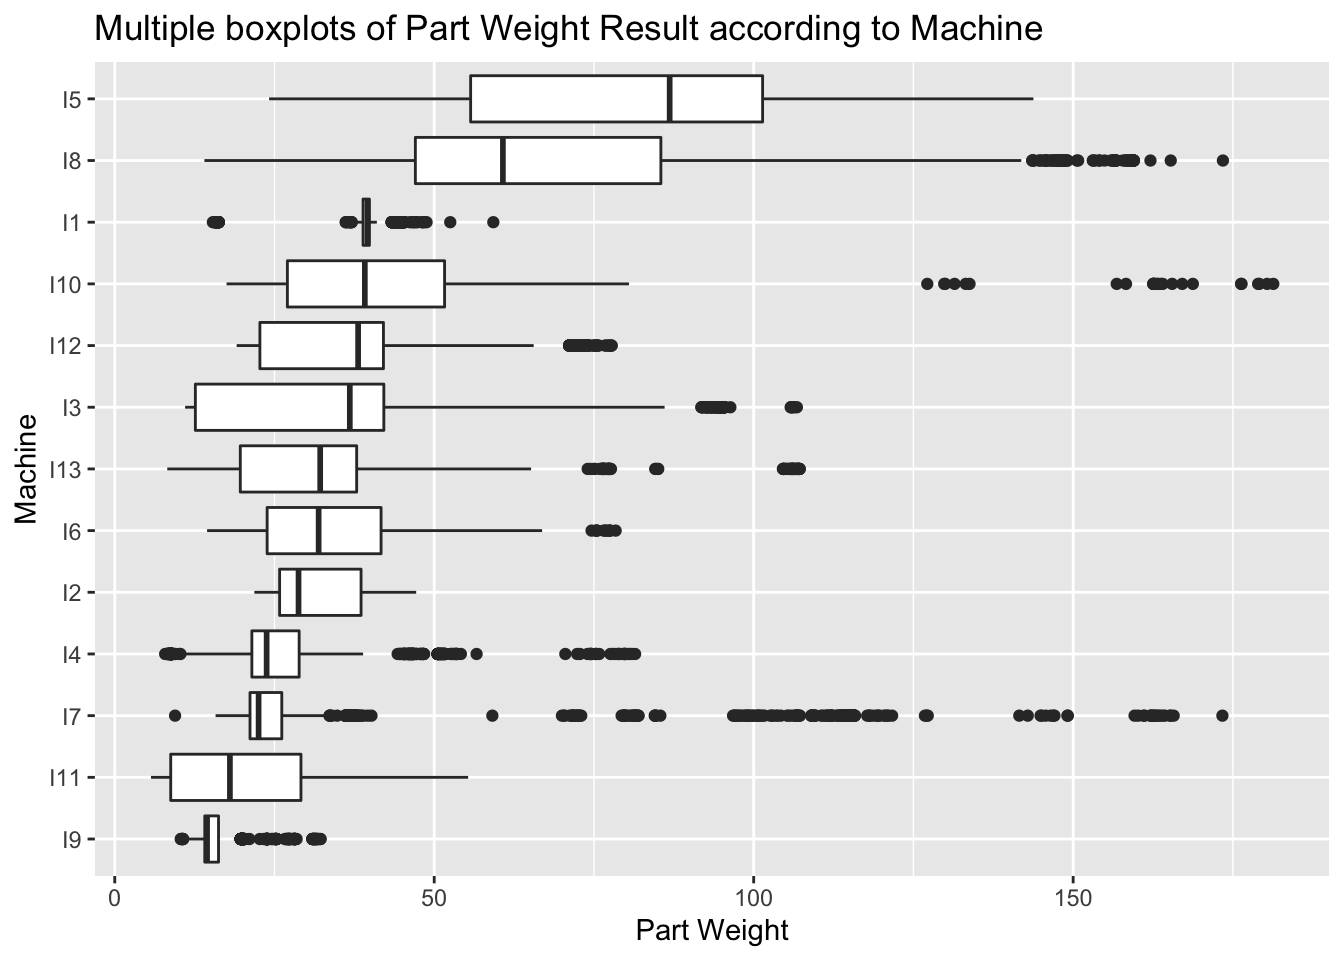 Multiple boxplots of Part Weight Result according to Machine
I5
I8
I1
I10
I12
I3
I13
I6
I2
I4
I7
I11
I9
Machine
0 50 100 150
Part Weight